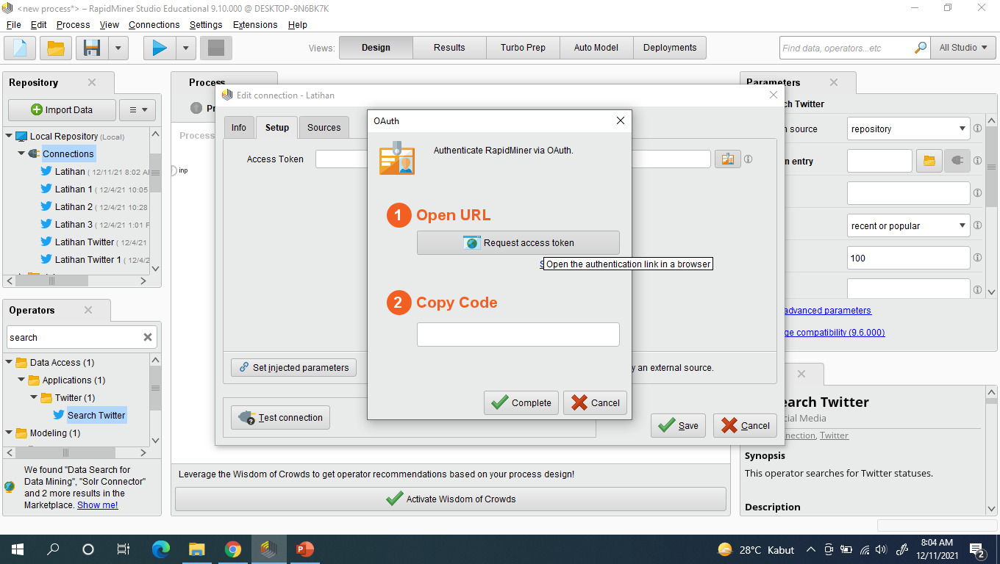 <new process*> – RapidMiner Studio Educational 9.10.000 @ DESKTOP-9N6BK7K
File Edit Process View Connections Settings Extensions Help
Views: Design Results Turbo Prep Auto Model Deployments
Find data, operators...etc
All Studio
Repository
Import Data
Local Repository (Local)
Connections
Latihan ( 12/11/21 8:02 A
Latihan 1 ( 12/4/21 10:05
Latihan 2 ( 12/4/21 10:28
Latihan 3 ( 12/4/21 1:01 P
Latihan Twitter ( 12/4/21
Latihan Twitter 1 ( 12/4/2
Operators
search
Data Access (1)
Applications (1)
Twitter (1)
Search Twitter
Modeling (1)
We found "Data Search for
Data Mining", "Solr Connector"
and 2 more results in the
Marketplace. Show me!
Process
Process
inp
Leverage the Wisdom of Crowds to get operator recommendations based on your process design!
Activate Wisdom of Crowds
Edit connection - Latihan
Info Setup Sources
Access Token
Set injected parameters
y an external source.
Test connection
Save Cancel
OAuth
Authenticate RapidMiner via OAuth.
1 Open URL
Request access token
Open the authentication link in a browser
2 Copy Code
Complete Cancel
Parameters
ch Twitter
n source
repository
n entry
recent or popular
100
advanced parameters
ge compatibility (9.6.000)
earch Twitter
cial Media
nection, Twitter
Synopsis
This operator searches for Twitter statuses.
Description
28°C Kabut
8:04 AM
12/11/2021
2